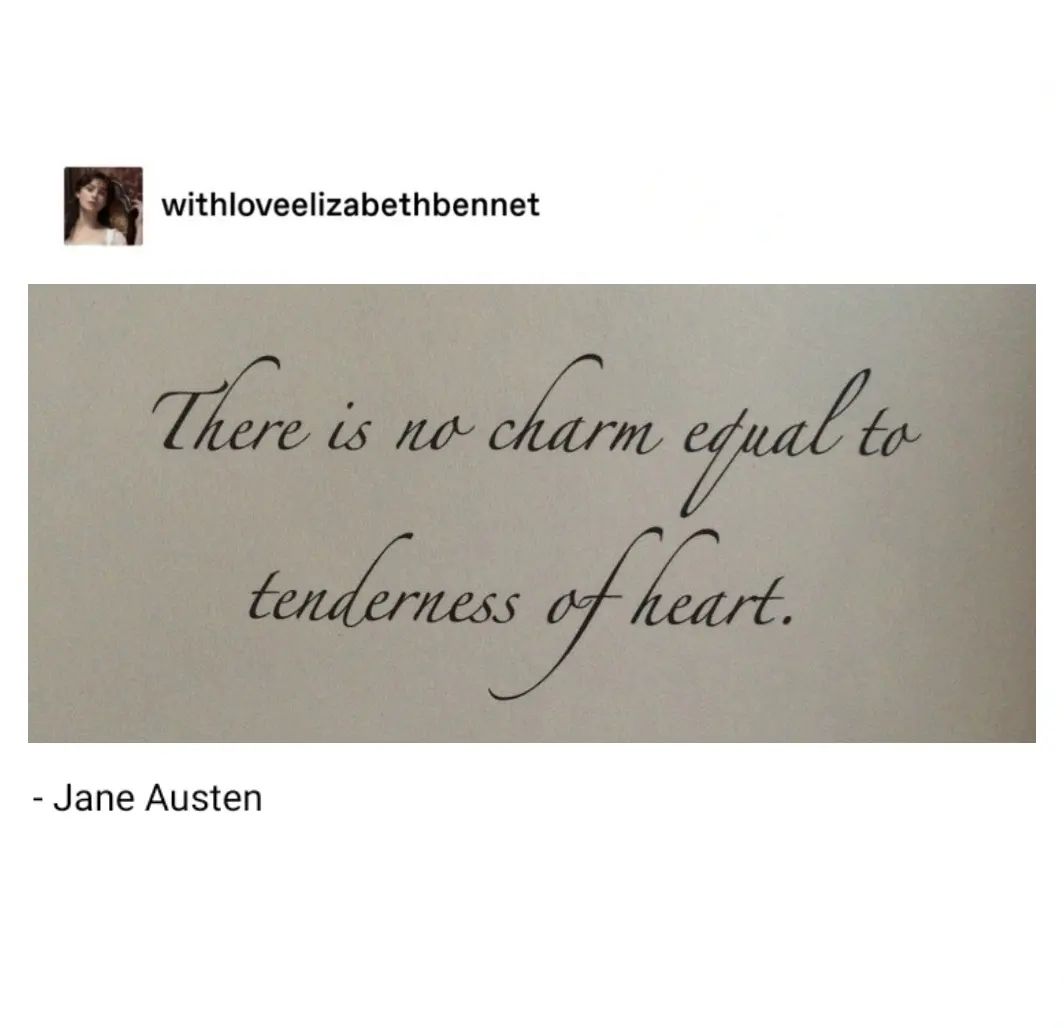 withloveelizabethbennet
There is no charm equal to
tenderness of heart.
- Jane Austen